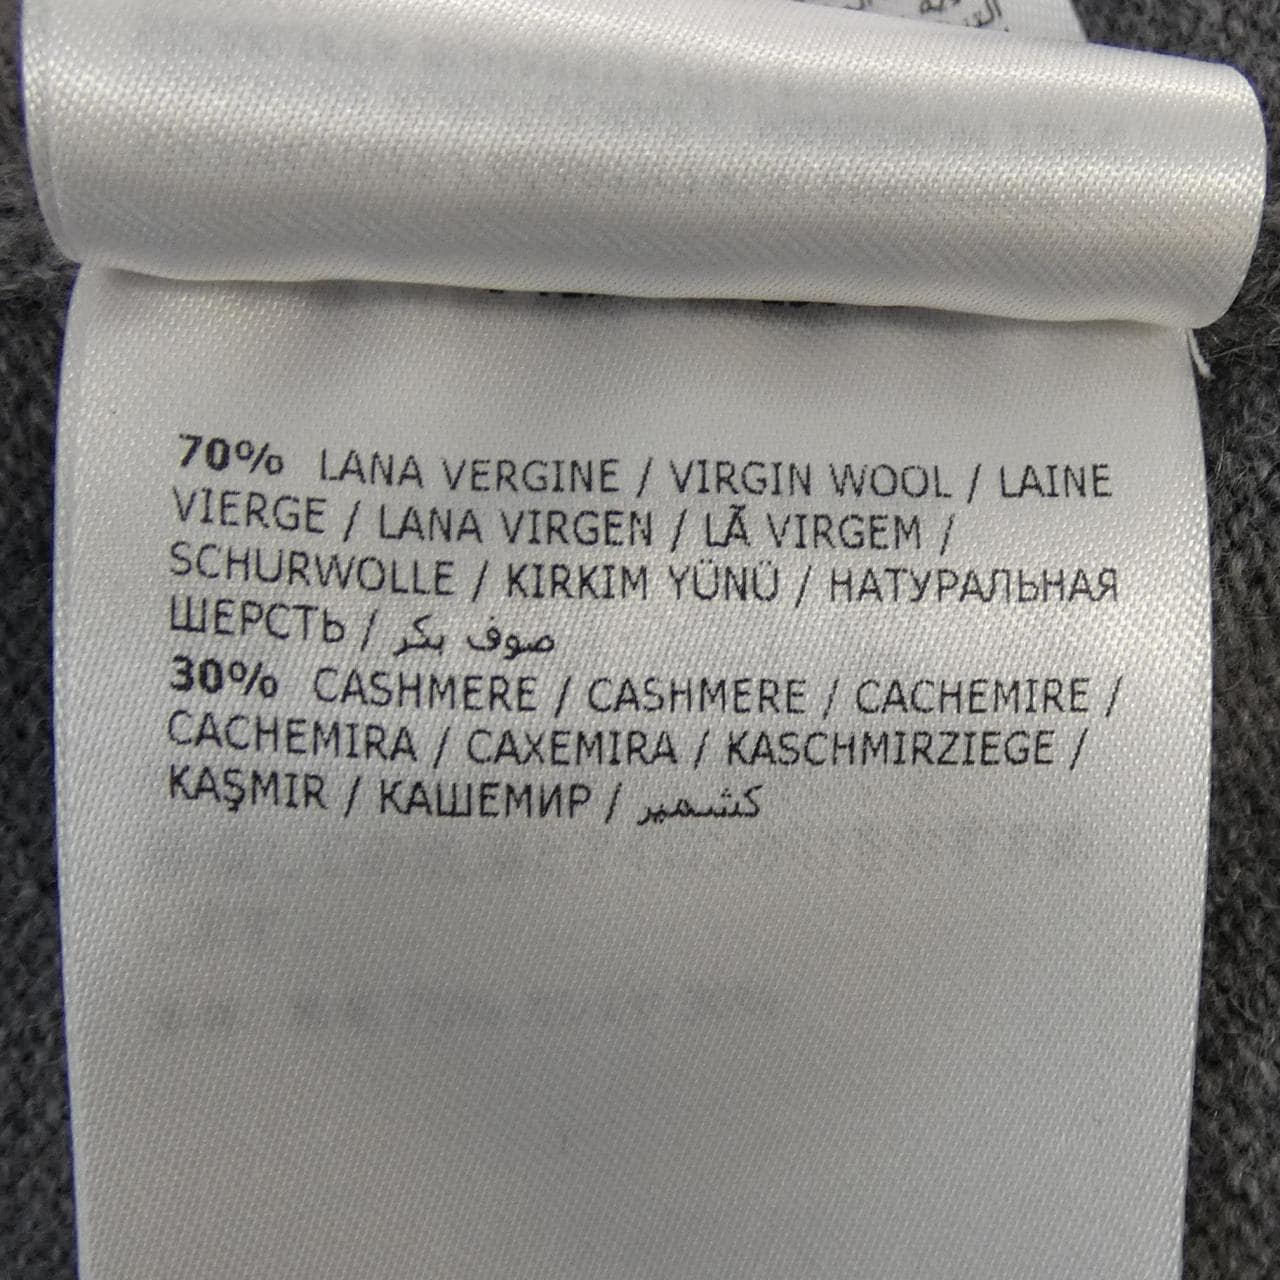 70% LANA VERGINE / VIRGIN WOOL / LAINE
VIERGE / LANA VIRGEN / LÃ VIRGEM /
SCHURWOLLE / KIRKIM YÜNÜ / НАТУРАЛЬНАЯ
ШЕРСТЬ / صوف بكر
30% CASHMERE / CASHMERE / CACHEMIRE /
CACHEMIRA / CAXEMIRA / KASCHMIRZIEGE /
KAŞMIR / КАШЕМИР / كشمير